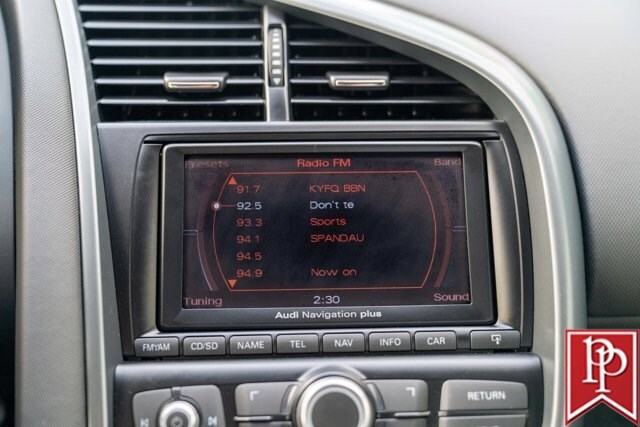 Presets Radio FM Band
91.7 KYFQ BBN
92.5 Don't te
93.3 Sports
94.1 SPANDAU
94.5
94.9 Now on
Tuning 2:30 Sound
Audi Navigation plus
FM/AM CD/SD NAME TEL NAV INFO CAR
RETURN
PP